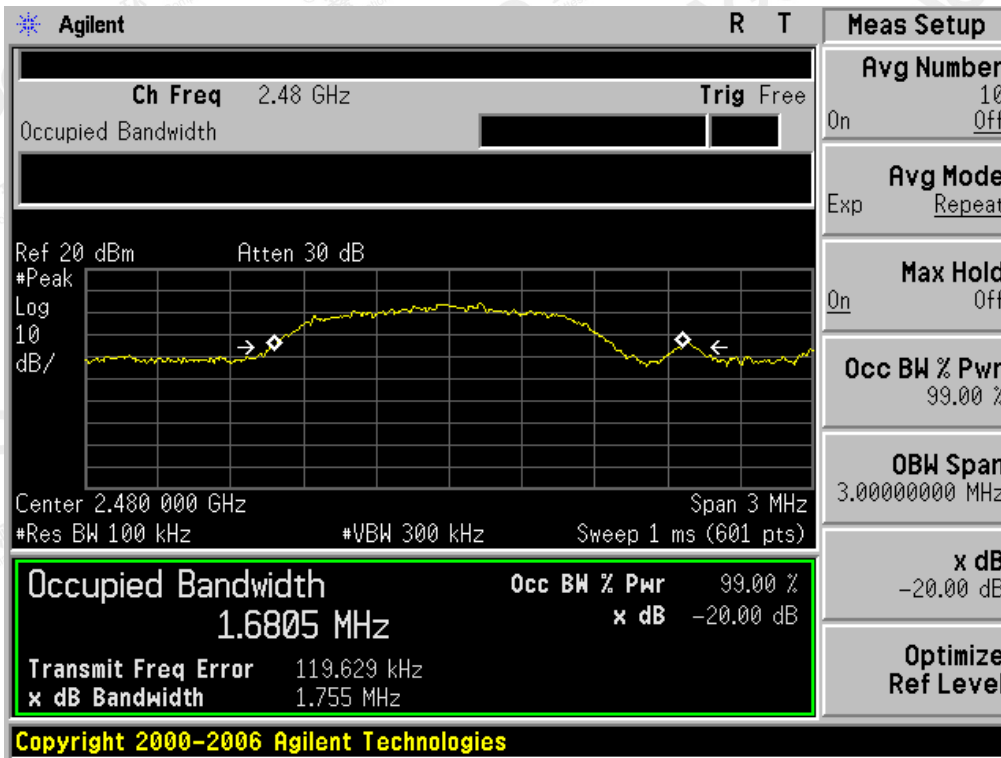 Agilent R T
Ch Freq 2.48 GHz Trig Free
Occupied Bandwidth
Ref 20 dBm Atten 30 dB
#Peak
Log
10
dB/
Center 2.480 000 GHz Span 3 MHz
#Res BW 100 kHz #VBW 300 kHz Sweep 1 ms (601 pts)
Occupied Bandwidth Occ BW % Pwr 99.00 %
1.6805 MHz x dB -20.00 dB
Transmit Freq Error 119.629 kHz
x dB Bandwidth 1.755 MHz
Copyright 2000-2006 Agilent Technologies
Meas Setup
Avg Number
10
On Off
Avg Mode
Exp Repeat
Max Hold
On Off
Occ BW % Pwr
99.00 %
OBW Span
3.00000000 MHz
x dB
-20.00 dB
Optimize
Ref Level